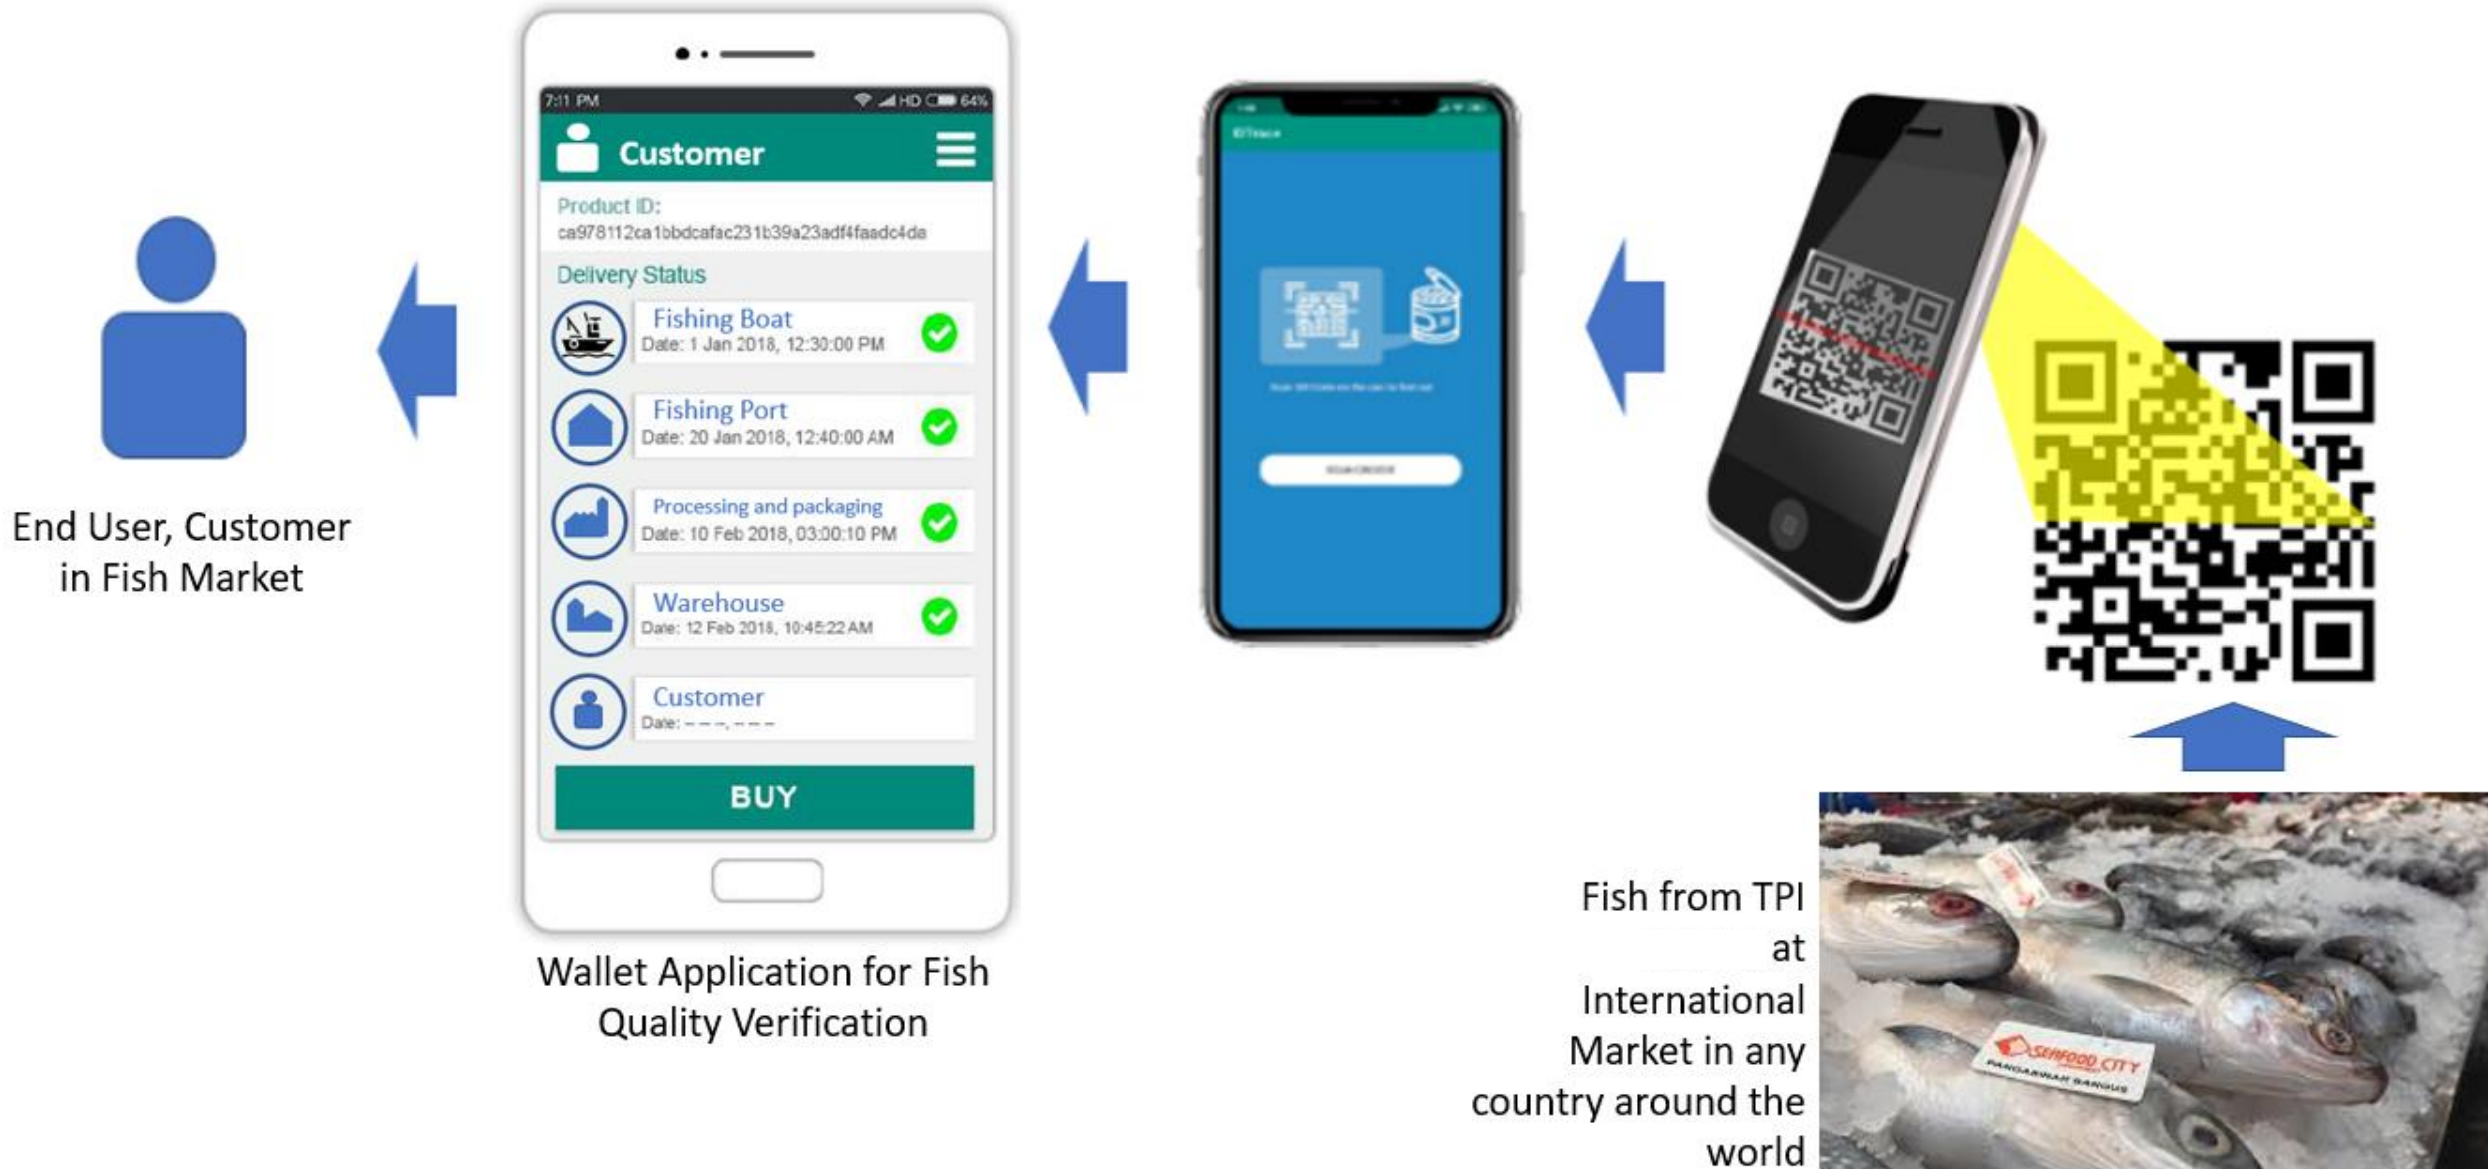 7:11 PM
HD
64%
Customer
Product ID:
ca978112ca1bbdcafac231b39a23adf4faadc4da
Delivery Status
Fishing Boat
Date: 1 Jan 2018, 12:30:00 PM
Fishing Port
Date: 20 Jan 2018, 12:40:00 AM
Processing and packaging
Date: 10 Feb 2018, 03:00:10 PM
Warehouse
Date: 12 Feb 2018, 10:45:22 AM
Customer
Date: – – –, – – –
BUY
End User, Customer
in Fish Market
Wallet Application for Fish
Quality Verification
Fish from TPI
at
International
Market in any
country around the
world
SEAFOOD CITY
BANGUS